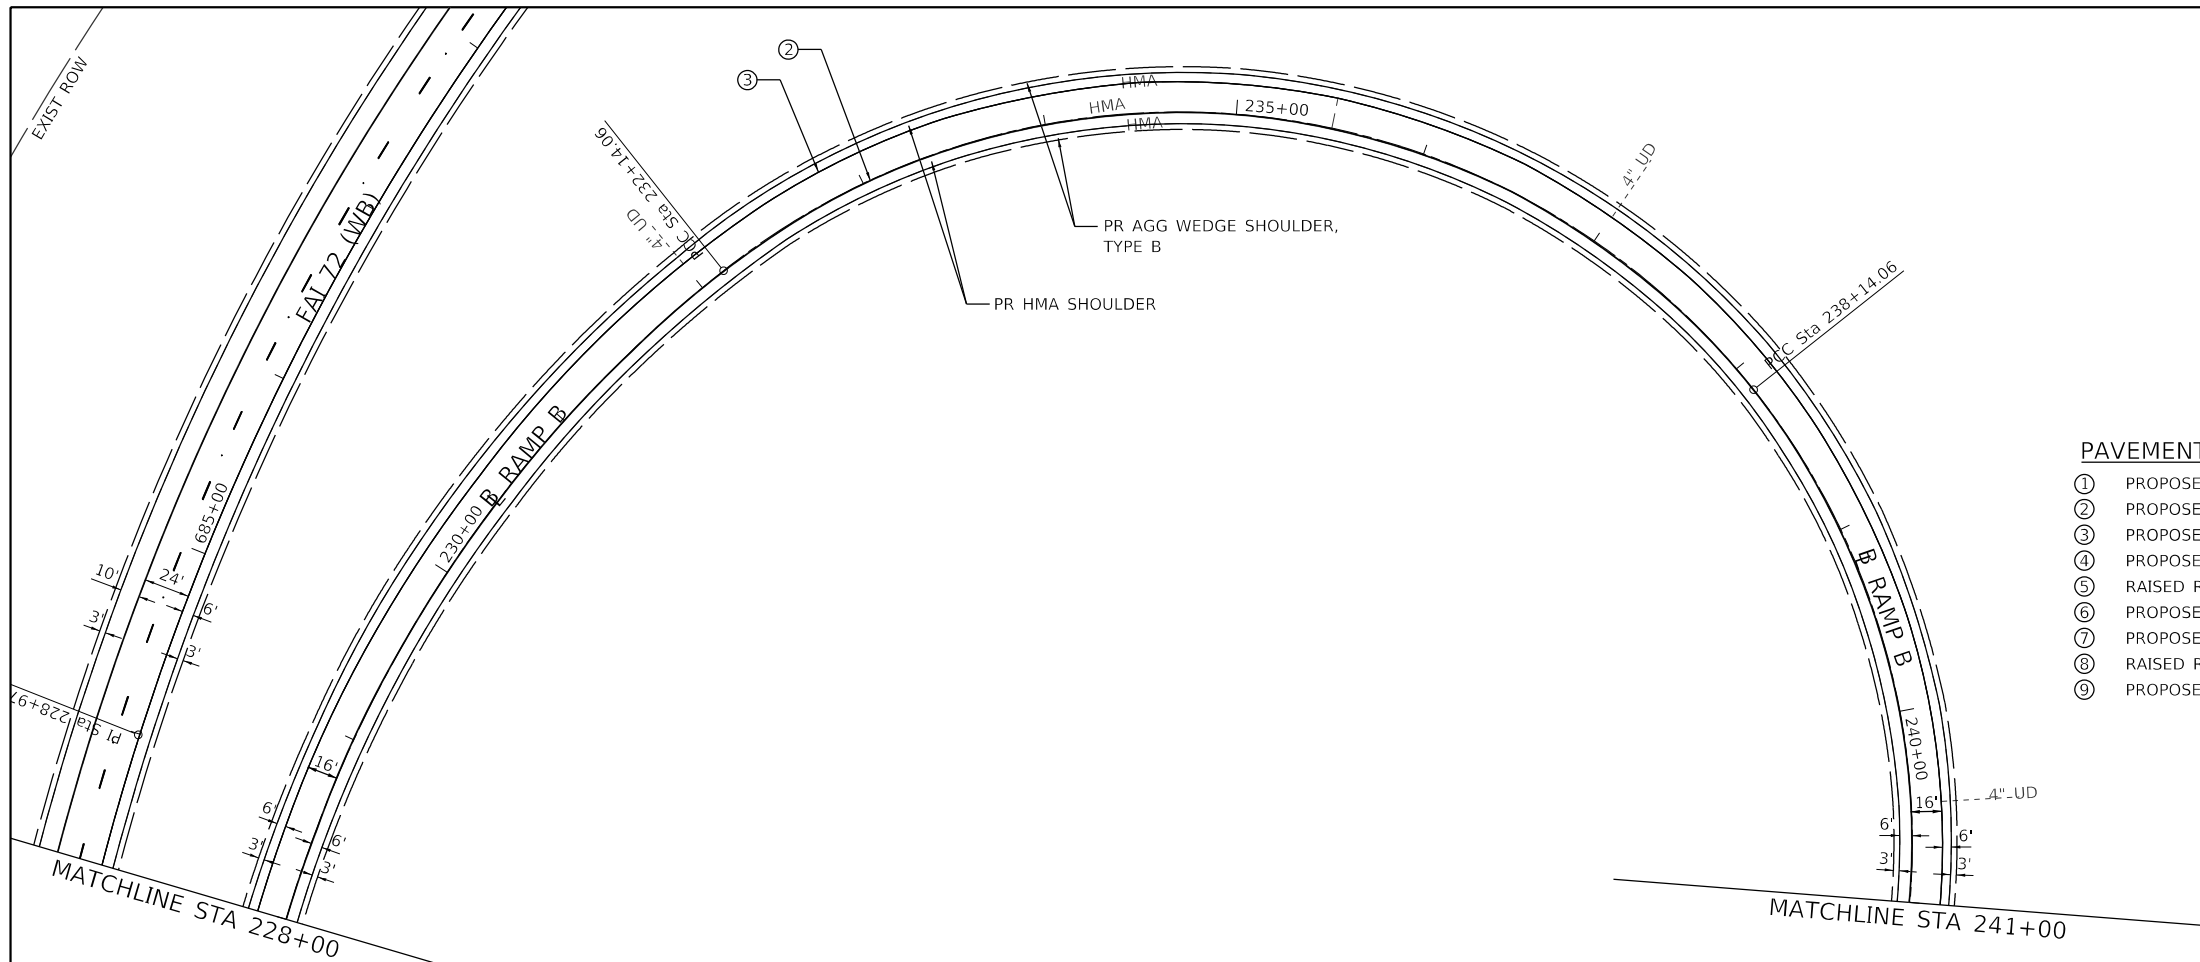 EXIST ROW
FAI 72 (WB)
685+00
10'
24'
6'
3'
3'
PI Sta 228+97
MATCHLINE STA 228+00
16'
6'
3'
6'
3'
230+00
B RAMP B
4" UD
PCC Sta 232+14.06
3
2
HMA
HMA
HMA
235+00
PR AGG WEDGE SHOULDER,
TYPE B
PR HMA SHOULDER
4" UD
PCC Sta 238+14.06
B RAMP B
240+00
16'
4" UD
6'
6'
3'
3'
MATCHLINE STA 241+00
PAVEMENT
1 PROPOSE
2 PROPOSE
3 PROPOSE
4 PROPOSE
5 RAISED R
6 PROPOSE
7 PROPOSE
8 RAISED R
9 PROPOSE